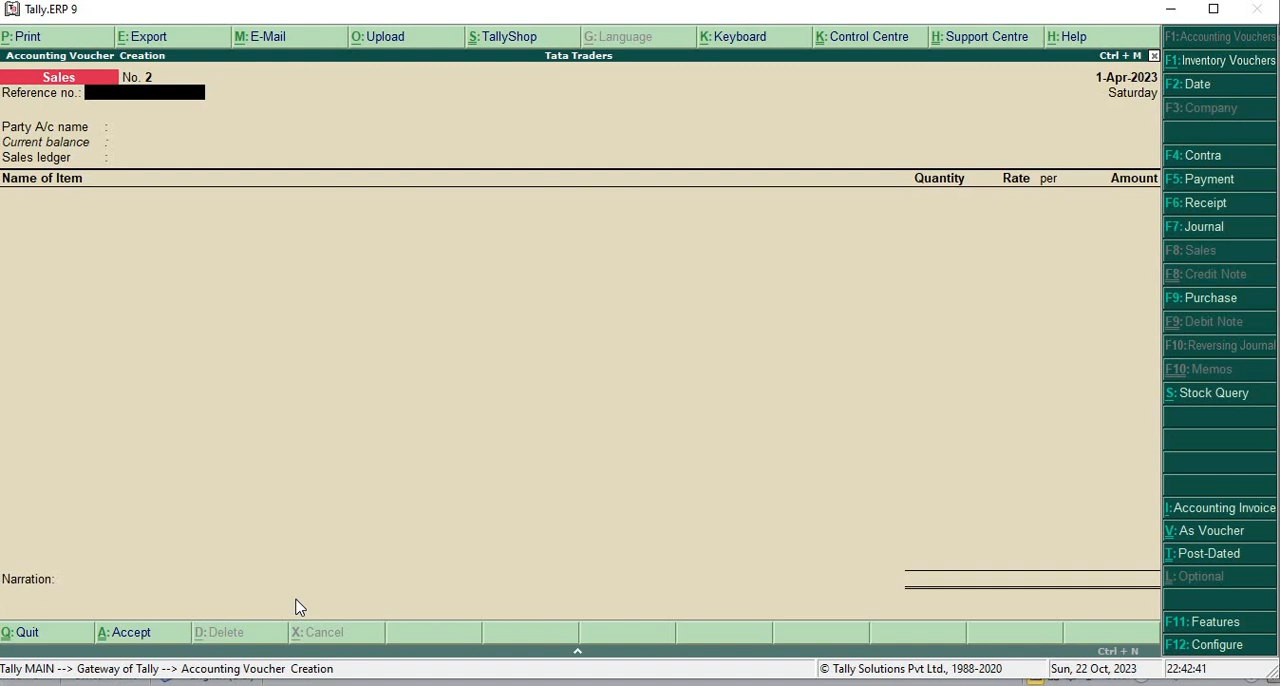 Tally.ERP 9
P: Print E: Export M: E-Mail O: Upload S: TallyShop G: Language K: Keyboard K: Control Centre H: Support Centre H: Help
Accounting Voucher Creation Tata Traders Ctrl + M
Sales No. 2 1-Apr-2023
Reference no.: Saturday
Party A/c name :
Current balance :
Sales ledger :
Name of Item Quantity Rate per Amount
Narration:
F1: Accounting Vouchers
F1: Inventory Vouchers
F2: Date
F3: Company
F4: Contra
F5: Payment
F6: Receipt
F7: Journal
F8: Sales
F8: Credit Note
F9: Purchase
F9: Debit Note
F10: Reversing Journal
F10: Memos
S: Stock Query
I: Accounting Invoice
V: As Voucher
T: Post-Dated
L: Optional
F11: Features
F12: Configure
Q: Quit A: Accept D: Delete X: Cancel
Ctrl + N
Tally MAIN --> Gateway of Tally --> Accounting Voucher Creation © Tally Solutions Pvt Ltd., 1988-2020 Sun, 22 Oct, 2023 22:42:41